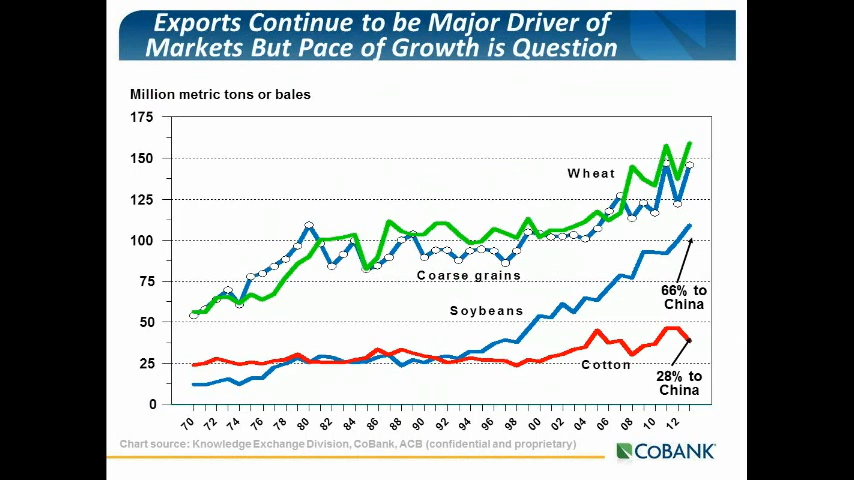 Exports Continue to be Major Driver of
Markets But Pace of Growth is Question
Million metric tons or bales
175
150
125
100
75
50
25
0
Wheat
Coarse grains
Soybeans
66% to
China
Cotton
28% to
China
70 72 74 76 78 80 82 84 86 88 90 92 94 96 98 00 02 04 06 08 10 12
Chart source: Knowledge Exchange Division, CoBank, ACB (confidential and proprietary)
COBANK